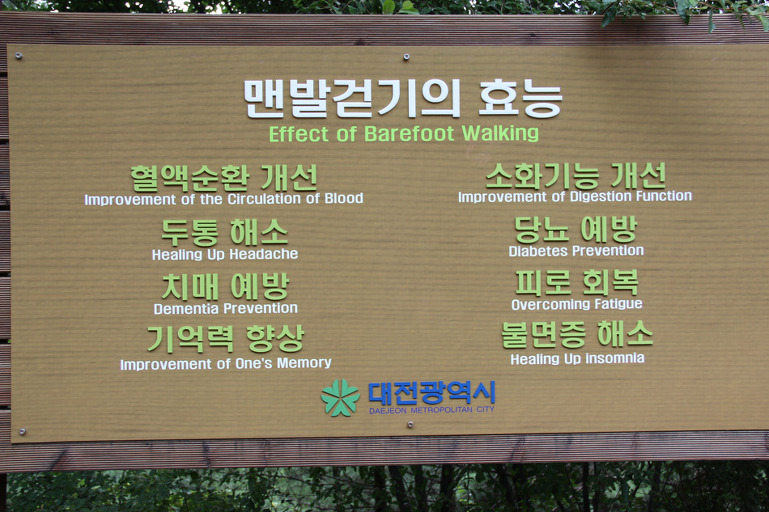 맨발걷기의 효능
Effect of Barefoot Walking
혈액순환 개선
Improvement of the Circulation of Blood
두통 해소
Healing Up Headache
치매 예방
Dementia Prevention
기억력 향상
Improvement of One's Memory
소화기능 개선
Improvement of Digestion Function
당뇨 예방
Diabetes Prevention
피로 회복
Overcoming Fatigue
불면증 해소
Healing Up Insomnia
대전광역시
DAEJEON METROPOLITAN CITY